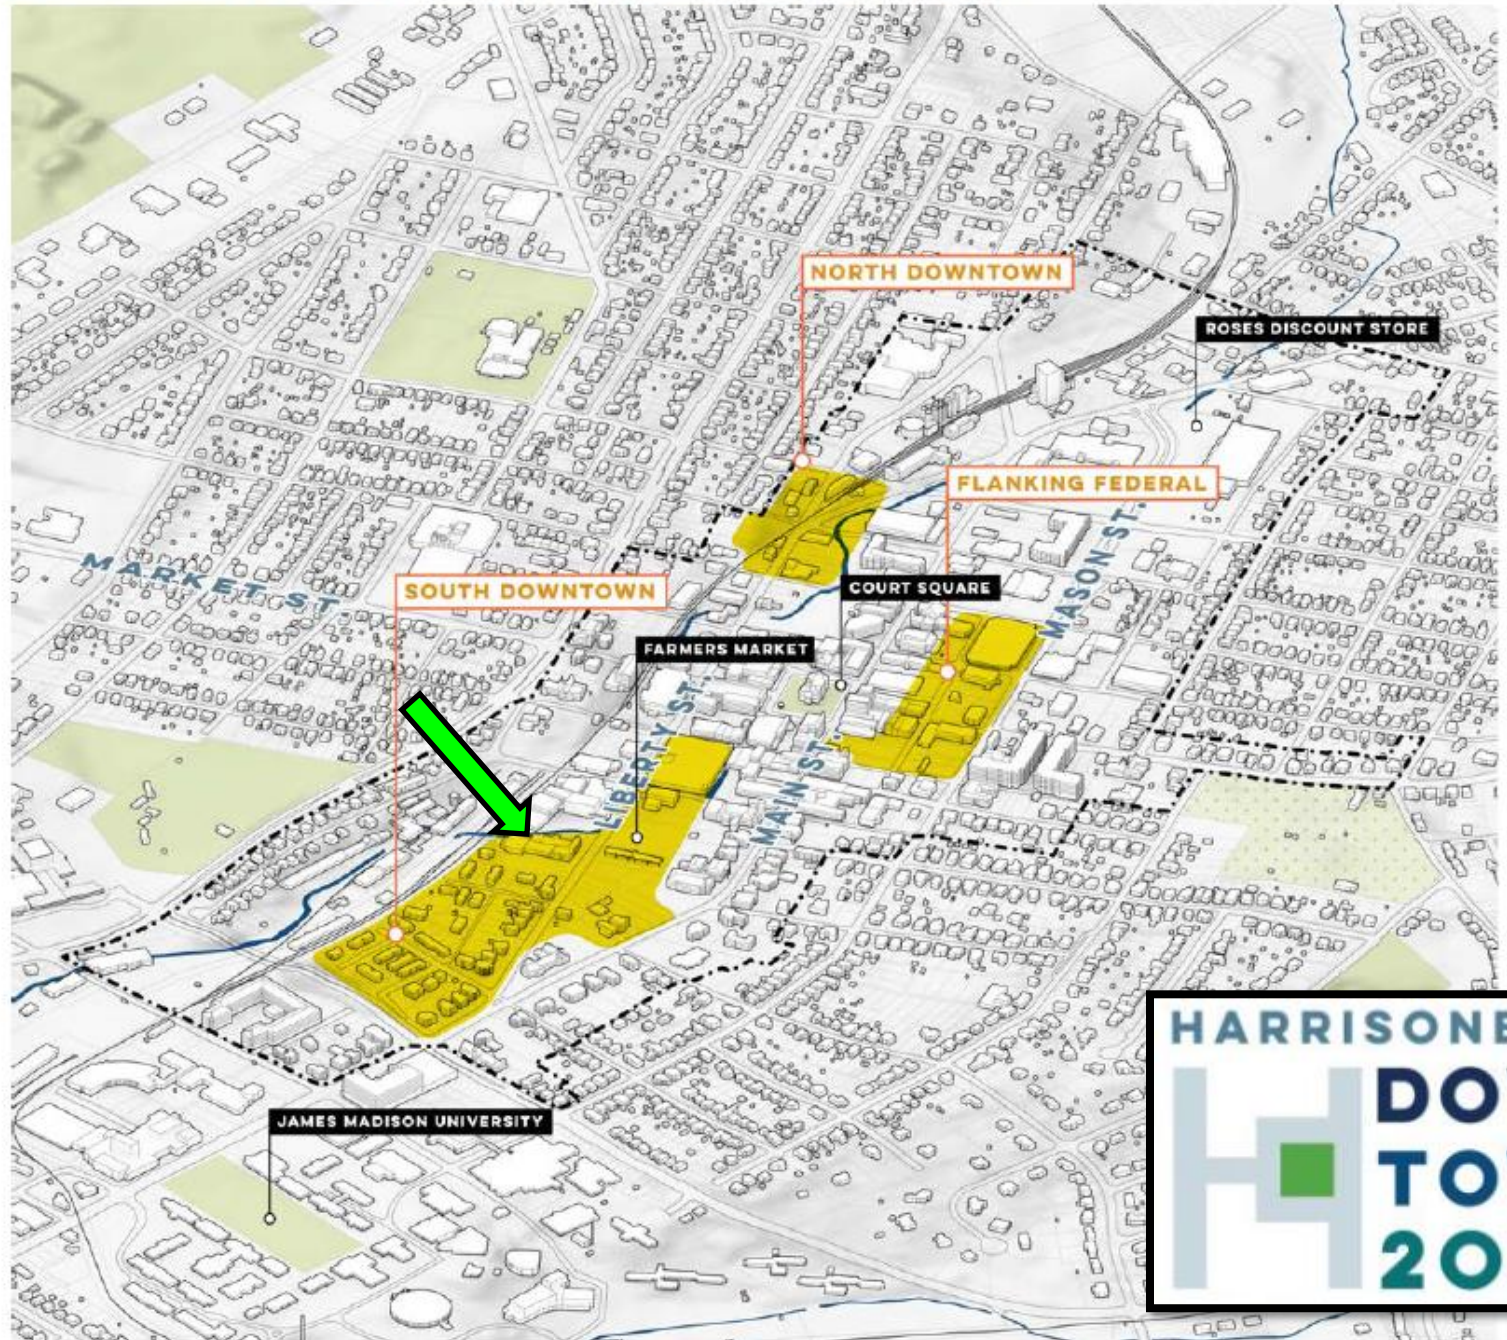 NORTH DOWNTOWN
ROSES DISCOUNT STORE
FLANKING FEDERAL
MASON ST.
MARKET ST
SOUTH DOWNTOWN
COURT SQUARE
FARMERS MARKET
LIBERTY ST.
MAIN ST.
JAMES MADISON UNIVERSITY
HARRISON
DO
TO
20